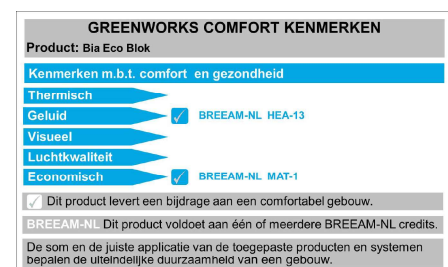 GREENWORKS COMFORT KENMERKEN
Product: Bia Eco Blok
Kenmerken m.b.t. comfort en gezondheid
Thermisch
Geluid BREEAM-NL HEA-13
Visueel
Luchtkwaliteit
Economisch BREEAM-NL MAT-1
Dit product levert een bijdrage aan een comfortabel gebouw.
BREEAM-NL Dit product voldoet aan één of meerdere BREEAM-NL credits.
De som en de juiste applicatie van de toegepaste producten en systemen
bepalen de uiteindelijke duurzaamheid van een gebouw.